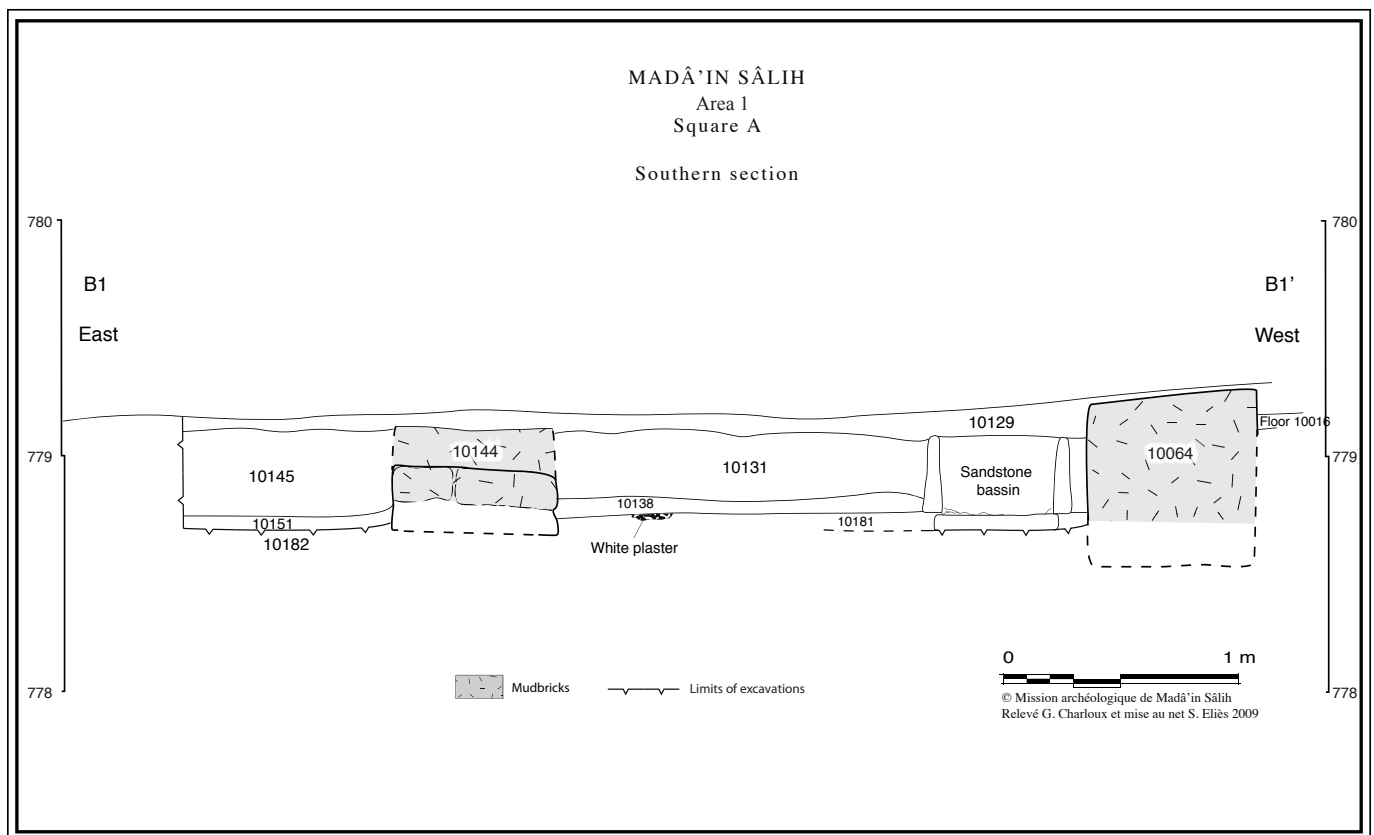 MADÂ’IN SÂLIH
Area 1
Square A
Southern section
780
780
B1
B1’
East
West
10129
Floor 10016
779
10144
10064
779
10145
10131
Sandstone
bassin
10138
10151
10181
10182
White plaster
0 1 m
778
Mudbricks
Limits of excavations
778
© Mission archéologique de Madâ’in Sâlih
Relevé G. Charloux et mise au net S. Eliès 2009